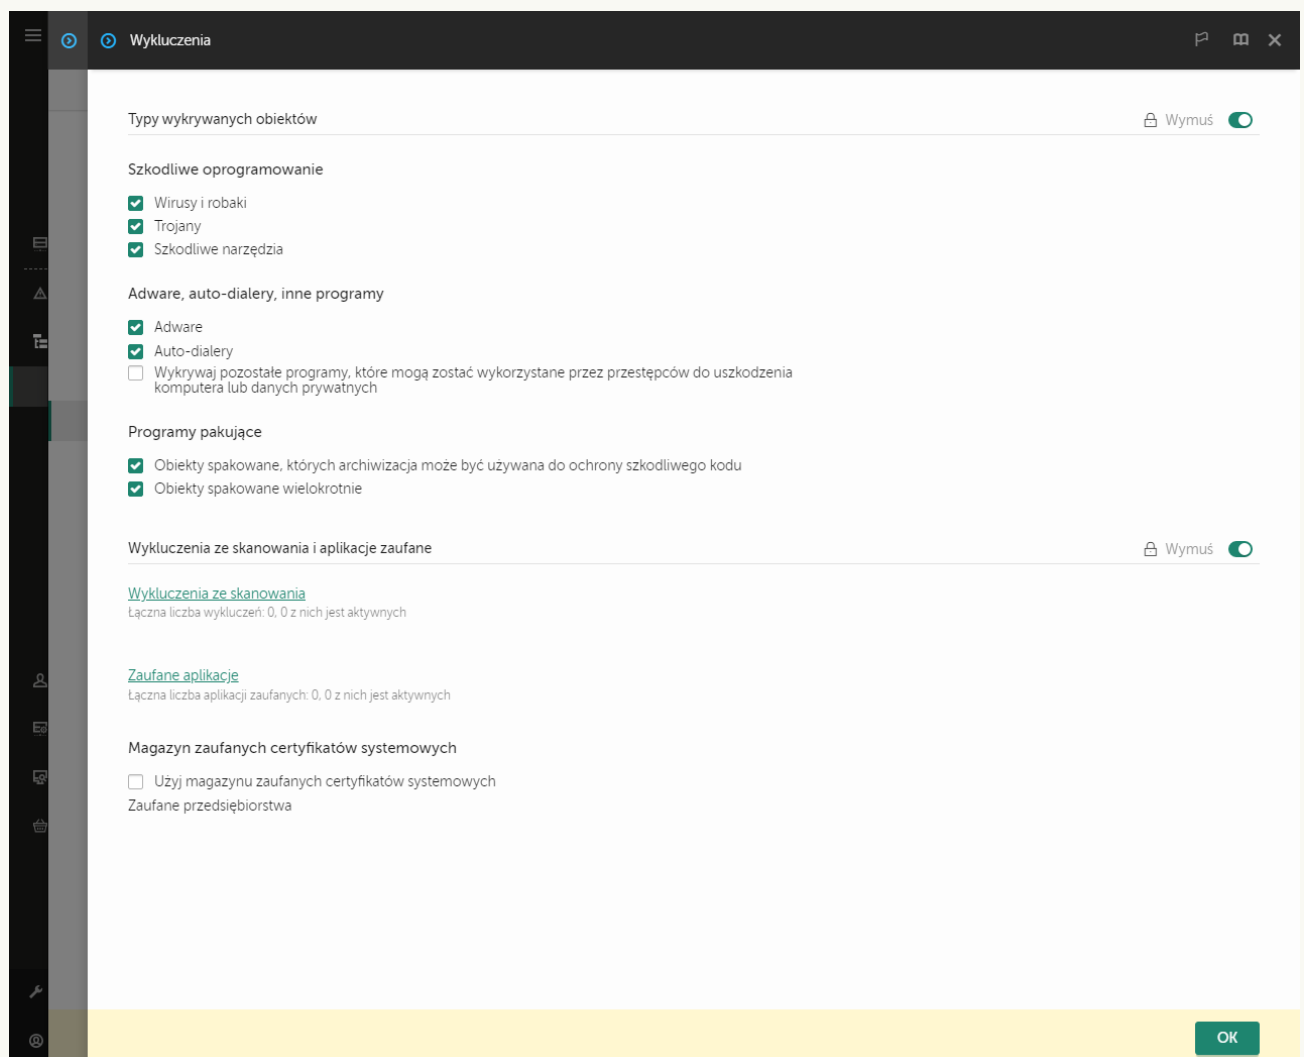 Wykluczenia
Typy wykrywanych obiektów
Wymuś
Szkodliwe oprogramowanie
Wirusy i robaki
Trojany
Szkodliwe narzędzia
Adware, auto-dialery, inne programy
Adware
Auto-dialery
Wykrywaj pozostałe programy, które mogą zostać wykorzystane przez przestępców do uszkodzenia
komputera lub danych prywatnych
Programy pakujące
Obiekty spakowane, których archiwizacja może być używana do ochrony szkodliwego kodu
Obiekty spakowane wielokrotnie
Wykluczenia ze skanowania i aplikacje zaufane
Wymuś
Wykluczenia ze skanowania
Łączna liczba wykluczeń: 0, 0 z nich jest aktywnych
Zaufane aplikacje
Łączna liczba aplikacji zaufanych: 0, 0 z nich jest aktywnych
Magazyn zaufanych certyfikatów systemowych
Użyj magazynu zaufanych certyfikatów systemowych
Zaufane przedsiębiorstwa
OK